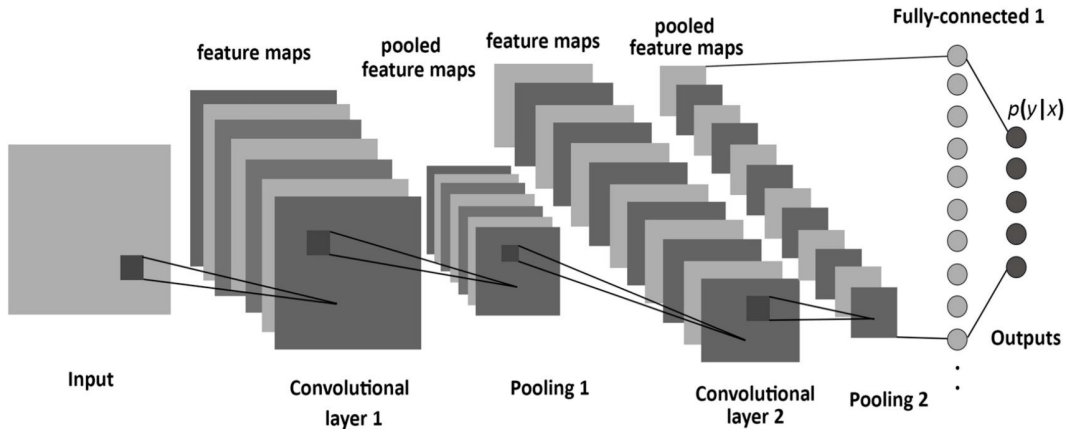 Fully-connected 1
feature maps
pooled
feature maps
feature maps
pooled
feature maps
p(y|x)
Input
Convolutional
layer 1
Pooling 1
Convolutional
layer 2
Pooling 2
Outputs